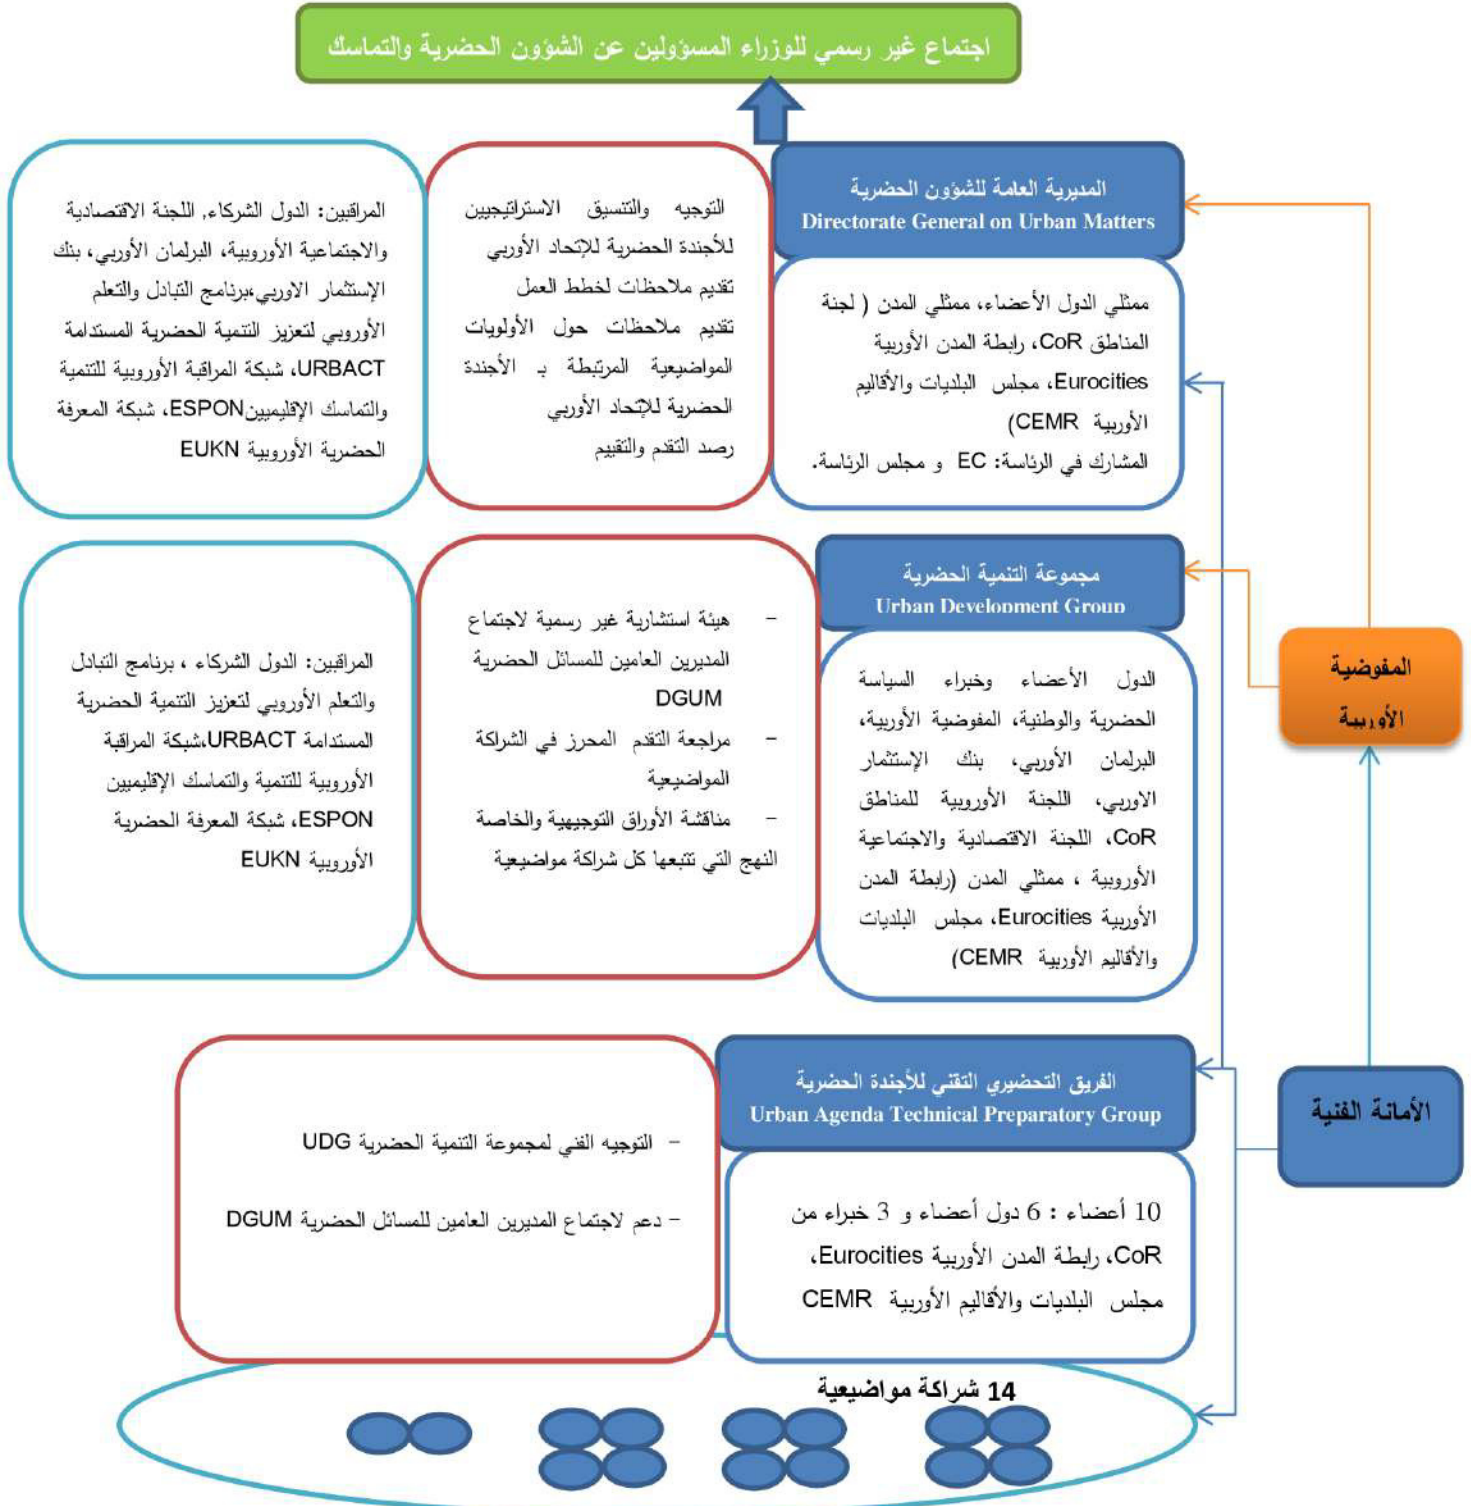 اجتماع غير رسمي للوزراء المسؤولين عن الشؤون الحضرية والتماسك
المديرية العامة للشؤون الحضرية
Directorate General on Urban Matters
ممثلي الدول الأعضاء، ممثلي المدن ( لجنة
المناطق CoR، رابطة المدن الأوربية
Eurocities، مجلس البلديات والأقاليم
الأوربية CEMR)
المشارك في الرئاسة: EC و مجلس الرئاسة.
التوجيه والتنسيق الاستراتيجيين
للأجندة الحضرية للإتحاد الأوربي
تقديم ملاحظات لخطط العمل
تقديم ملاحظات حول الأولويات
المواضيعية المرتبطة بـ الأجندة
الحضرية للإتحاد الأوربي
رصد التقدم والتقييم
المراقبين: الدول الشركاء, اللجنة الاقتصادية
والاجتماعية الأوروبية، البرلمان الأوربي، بنك
الإستثمار الاوربي،برنامج التبادل والتعلم
الأوروبي لتعزيز التنمية الحضرية المستدامة
URBACT، شبكة المراقبة الأوروبية للتنمية
والتماسك الإقليميينESPON، شبكة المعرفة
الحضرية الأوروبية EUKN
مجموعة التنمية الحضرية
Urban Development Group
الدول الأعضاء وخبراء السياسة
الحضرية والوطنية، المفوضية الأوربية،
البرلمان الأوربي، بنك الإستثمار
الاوربي، اللجنة الأوروبية للمناطق
CoR، اللجنة الاقتصادية والاجتماعية
الأوروبية ، ممثلي المدن (رابطة المدن
الأوربية Eurocities، مجلس البلديات
والأقاليم الأوربية CEMR)
- هيئة استشارية غير رسمية لاجتماع
المديرين العامين للمسائل الحضرية
DGUM
- مراجعة التقدم المحرز في الشراكة
المواضيعية
- مناقشة الأوراق التوجيهية والخاصة
النهج التي تتبعها كل شراكة مواضيعية
المراقبين: الدول الشركاء ، برنامج التبادل
والتعلم الأوروبي لتعزيز التنمية الحضرية
المستدامة URBACT،شبكة المراقبة
الأوروبية للتنمية والتماسك الإقليميين
ESPON، شبكة المعرفة الحضرية
الأوروبية EUKN
المفوضية
الأوربية
الفريق التحضيري التقني للأجندة الحضرية
Urban Agenda Technical Preparatory Group
10 أعضاء : 6 دول أعضاء و 3 خبراء من
CoR، رابطة المدن الأوربية Eurocities،
مجلس البلديات والأقاليم الأوربية CEMR
- التوجيه الفني لمجموعة التنمية الحضرية UDG
- دعم لاجتماع المديرين العامين للمسائل الحضرية DGUM
الأمانة الفنية
14 شراكة مواضيعية